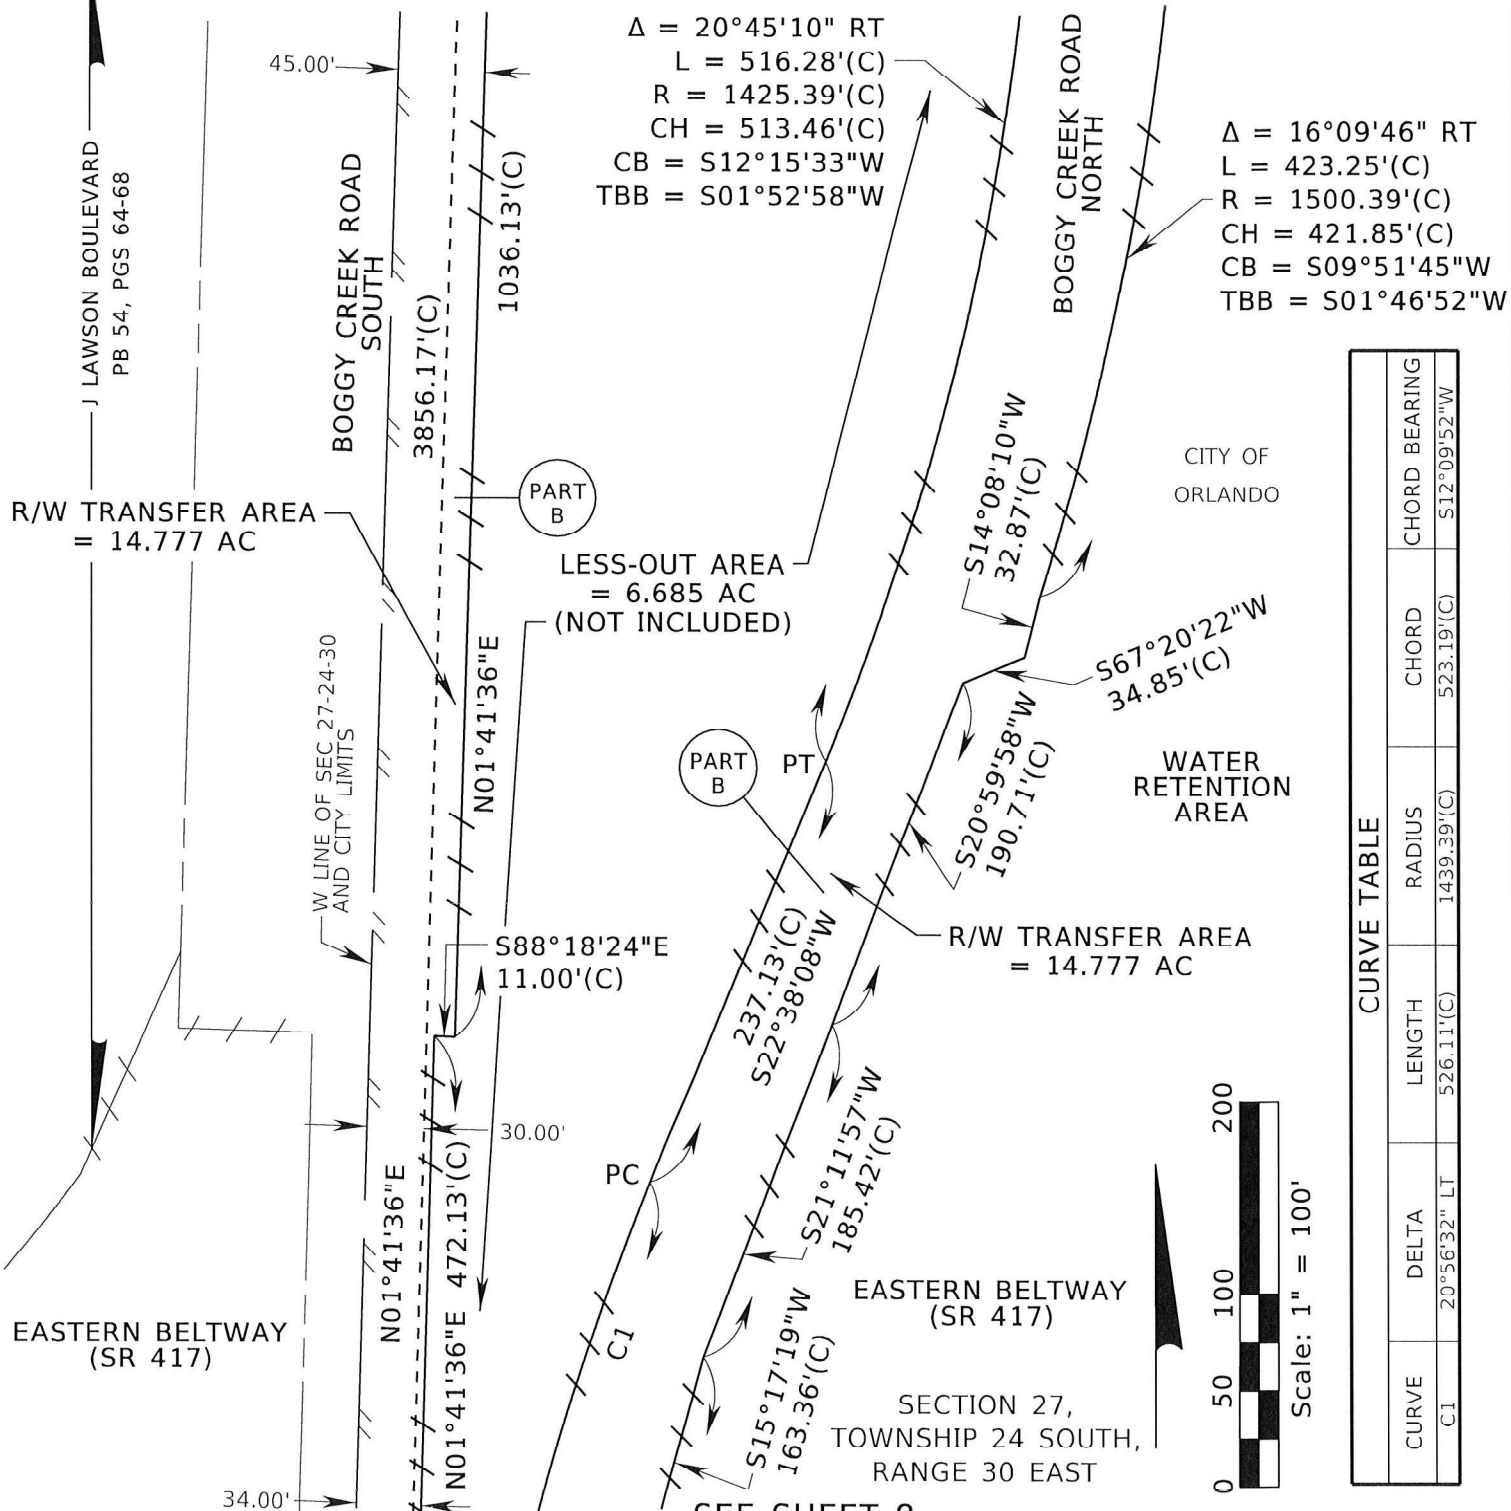 Δ = 20°45'10" RT
L = 516.28'(C)
R = 1425.39'(C)
CH = 513.46'(C)
CB = S12°15'33"W
TBB = S01°52'58"W
45.00'
BOGGY CREEK ROAD
NORTH
Δ = 16°09'46" RT
L = 423.25'(C)
R = 1500.39'(C)
CH = 421.85'(C)
CB = S09°51'45"W
TBB = S01°46'52"W
J LAWSON BOULEVARD
PB 54, PGS 64-68
BOGGY CREEK ROAD
SOUTH
3856.17'(C)
1036.13'(C)
PART
B
R/W TRANSFER AREA
= 14.777 AC
LESS-OUT AREA
= 6.685 AC
(NOT INCLUDED)
S14°08'10"W
32.87'(C)
CITY OF
ORLANDO
S67°20'22"W
34.85'(C)
W LINE OF SEC 27-24-30
AND CITY LIMITS
N01°41'36"E
PART
B
PT
S20°59'58"W
190.71'(C)
WATER
RETENTION
AREA
S88°18'24"E
11.00'(C)
237.13'(C)
S22°38'08"W
R/W TRANSFER AREA
= 14.777 AC
30.00'
N01°41'36"E
N01°41'36"E 472.13'(C)
PC
S21°11'57"W
185.42'(C)
C1
EASTERN BELTWAY
(SR 417)
EASTERN BELTWAY
(SR 417)
S15°17'19"W
163.36'(C)
SECTION 27,
TOWNSHIP 24 SOUTH,
RANGE 30 EAST
34.00'
0 50 100 200
Scale: 1" = 100'
CURVE TABLE
CURVE DELTA LENGTH RADIUS CHORD CHORD BEARING
C1 20°56'32" LT 526.11'(C) 1439.39'(C) 523.19'(C) S12°09'52"W
SEE SHEET